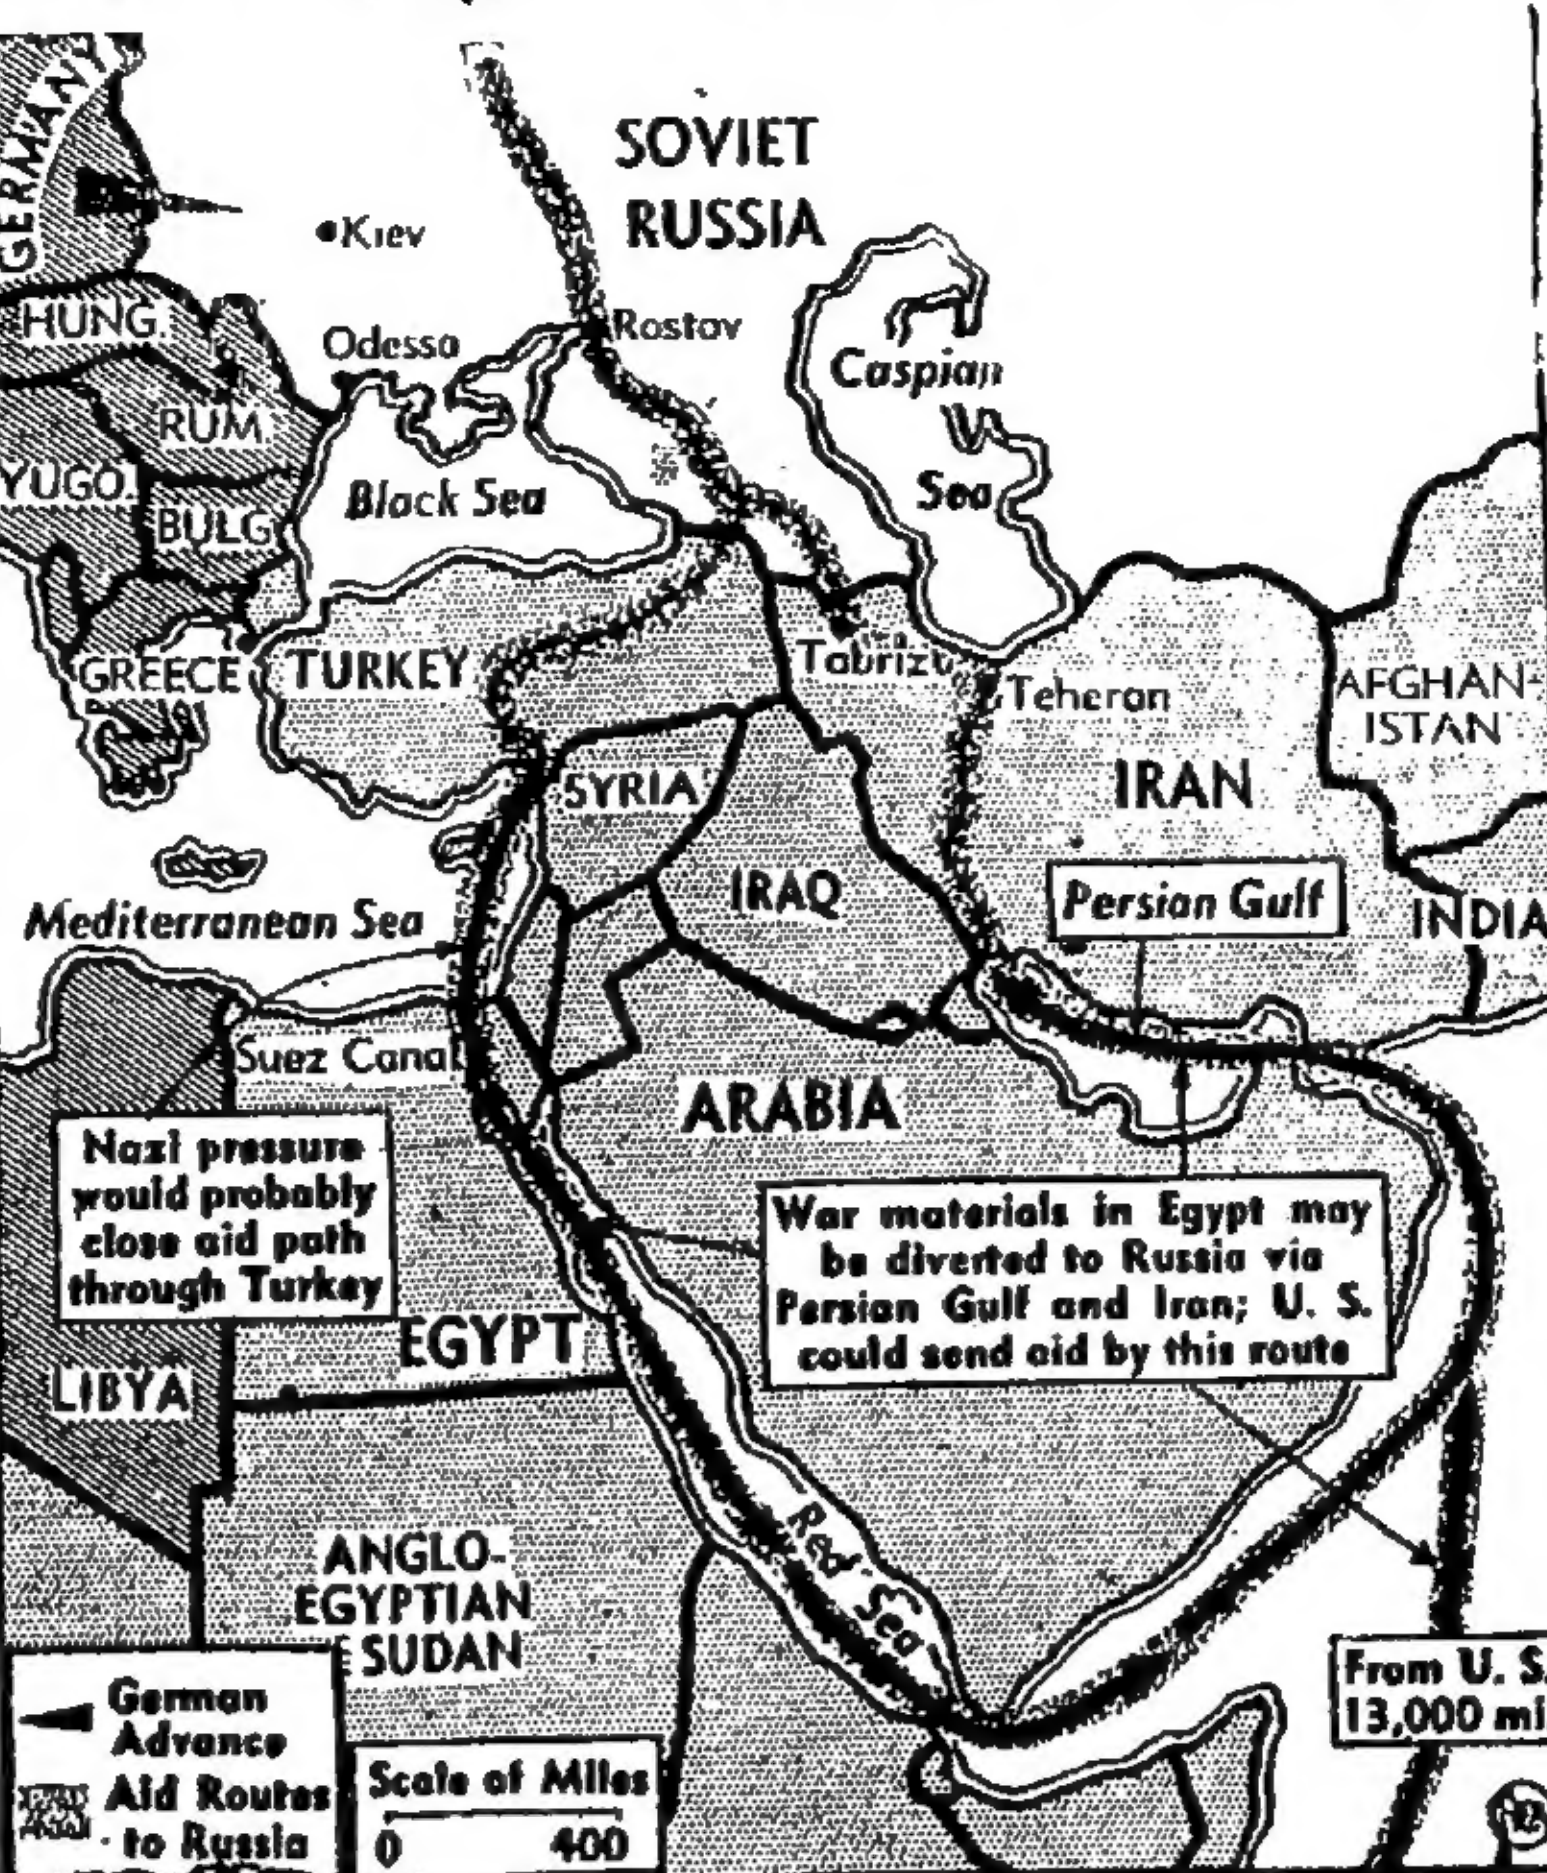 GERMANY
SOVIET
RUSSIA
Kiev
HUNG.
Odessa
Rostov
Caspian
Sea
RUM.
YUGO.
BULG
Black Sea
GREECE
TURKEY
Tabriz
Teheran
AFGHAN-
ISTAN
SYRIA
IRAN
IRAQ
Persian Gulf
INDIA
Mediterranean Sea
Suez Canal
ARABIA
Nazi pressure
would probably
close aid path
through Turkey
War materials in Egypt may
be diverted to Russia via
Persian Gulf and Iran; U. S.
could send aid by this route
EGYPT
LIBYA
Red Sea
ANGLO-
EGYPTIAN
SUDAN
From U. S.
13,000 mi
German
Advance
Aid Routes
to Russia
Scale of Miles
0 400